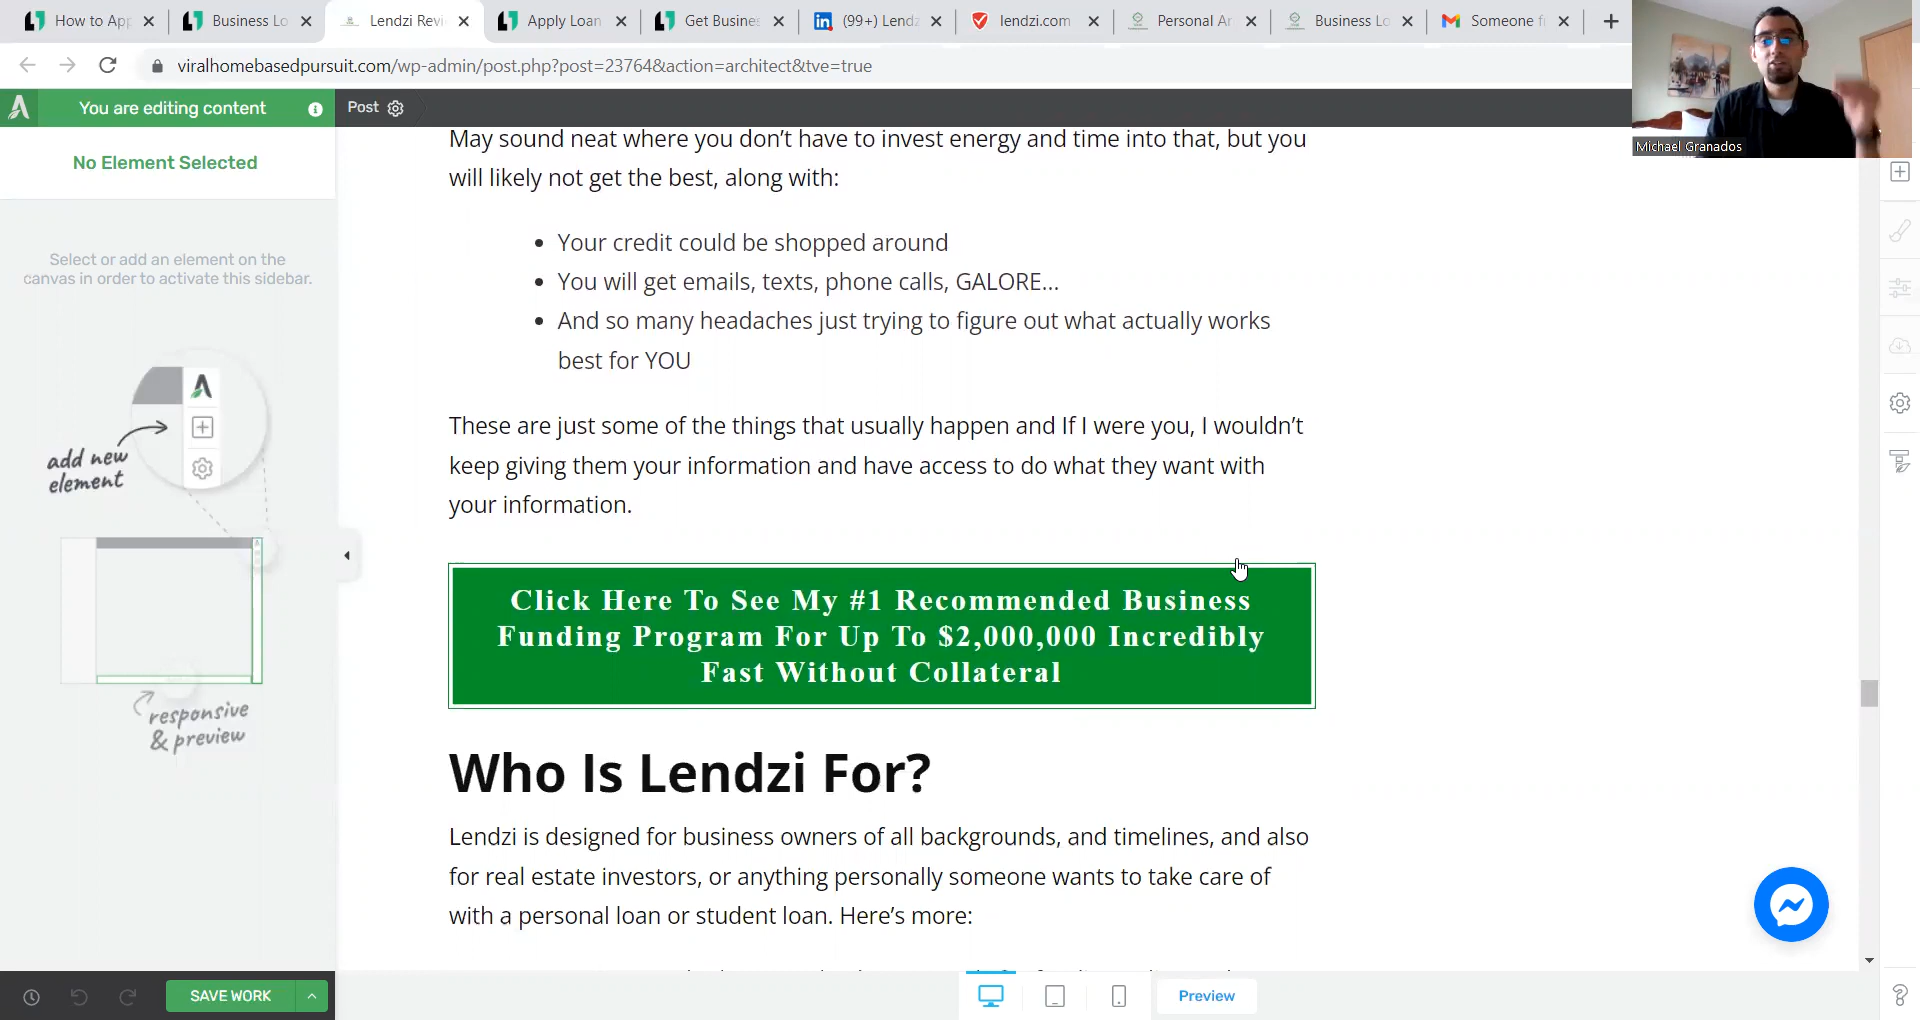 How to App
Business Lo
Lendzi Revi
Apply Loan
Get Busine
(99+) Lendz
lendzi.com
Personal Ar
Business Lo
Someone fi
viralhomebasedpursuit.com/wp-admin/post.php?post=23764&action=architect&tve=true
You are editing content
Post
Michael Granados
No Element Selected
May sound neat where you don't have to invest energy and time into that, but you
will likely not get the best, along with:
Select or add an element on the
canvas in order to activate this sidebar.
• Your credit could be shopped around
• You will get emails, texts, phone calls, GALORE...
• And so many headaches just trying to figure out what actually works
best for YOU
add new
element
These are just some of the things that usually happen and If I were you, I wouldn't
keep giving them your information and have access to do what they want with
your information.
Click Here To See My #1 Recommended Business
Funding Program For Up To $2,000,000 Incredibly
Fast Without Collateral
responsive
& preview
Who Is Lendzi For?
Lendzi is designed for business owners of all backgrounds, and timelines, and also
for real estate investors, or anything personally someone wants to take care of
with a personal loan or student loan. Here's more:
SAVE WORK
Preview